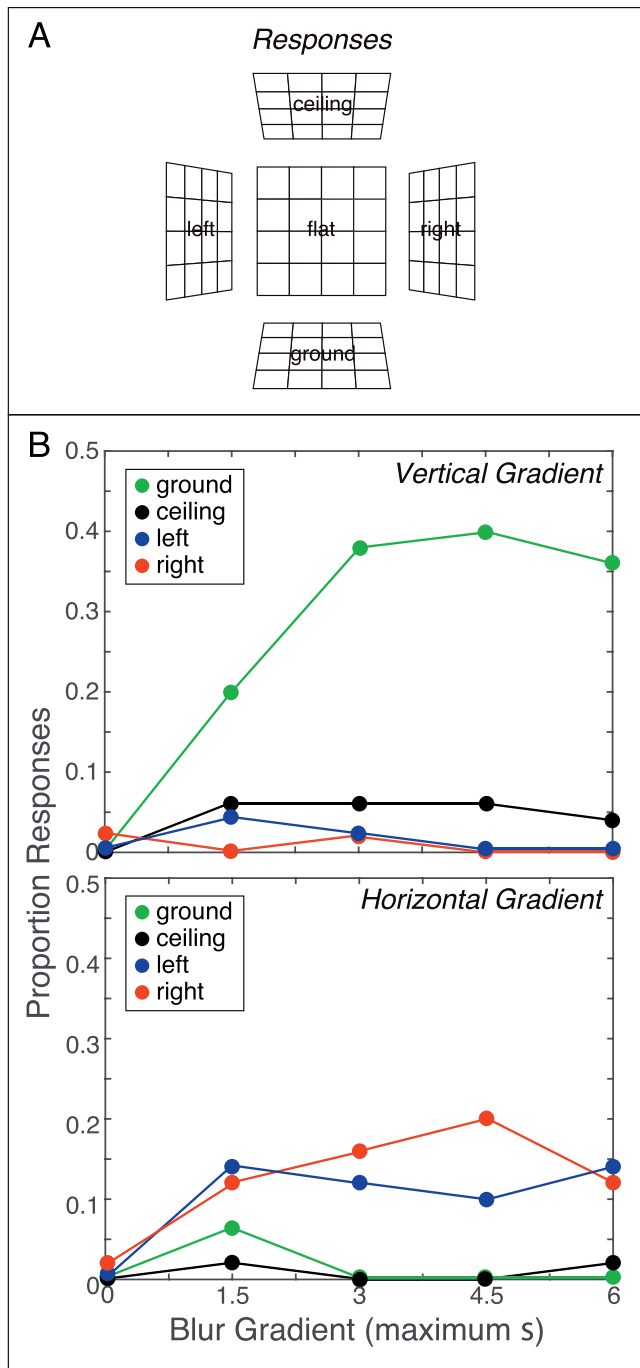 A
Responses
ceiling
left
flat
right
ground
B
0.5
Vertical Gradient
ground
ceiling
left
right
0.4
0.3
0.2
0.1
0
Proportion Responses
0.5
Horizontal Gradient
ground
ceiling
left
right
0.4
0.3
0.2
0.1
0
0 1.5 3 4.5 6
Blur Gradient (maximum s)